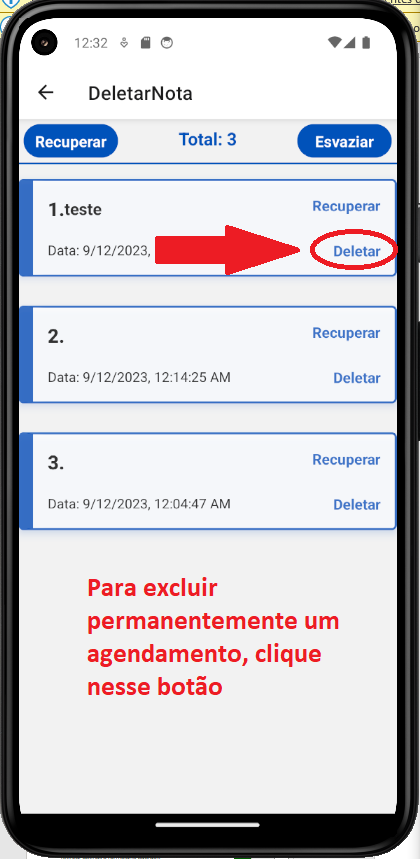 12:32
DeletarNota
Recuperar Total: 3 Esvaziar
1.teste
Recuperar
Data: 9/12/2023,
Deletar
2.
Recuperar
Data: 9/12/2023, 12:14:25 AM
Deletar
3.
Recuperar
Data: 9/12/2023, 12:04:47 AM
Deletar
Para excluir
permanentemente um
agendamento, clique
nesse botão